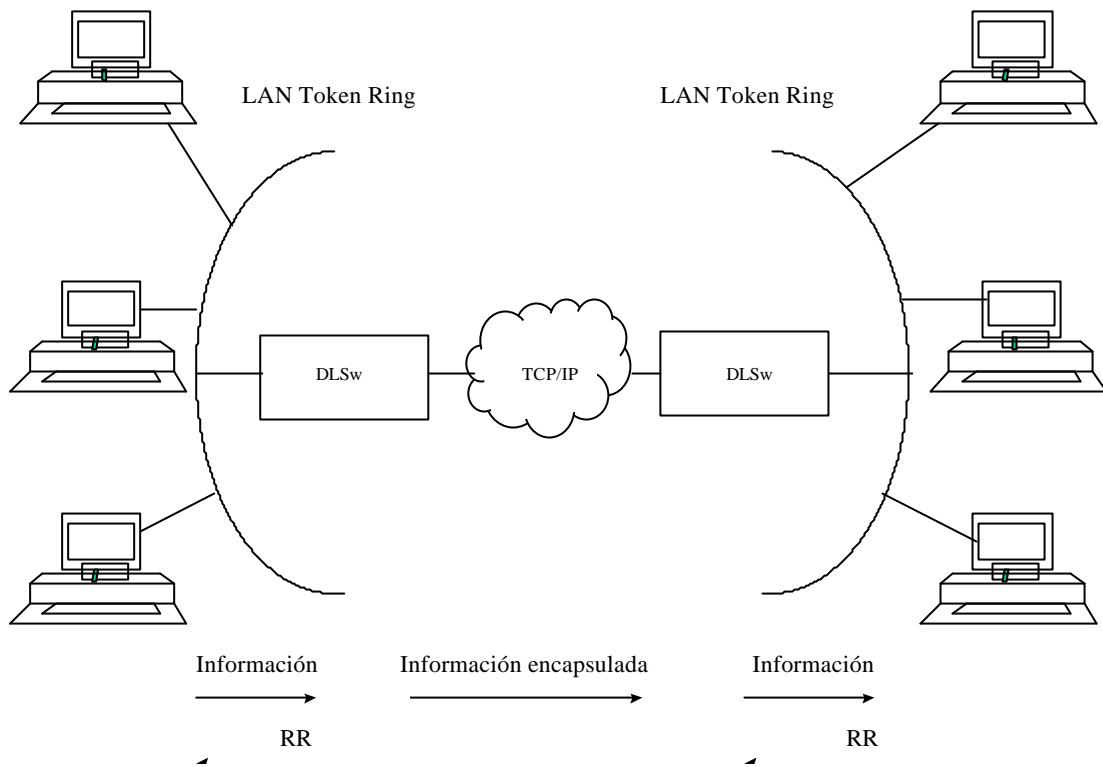 LAN Token Ring
LAN Token Ring
DLSw
TCP/IP
DLSw
Información
Información encapsulada
Información
RR
RR